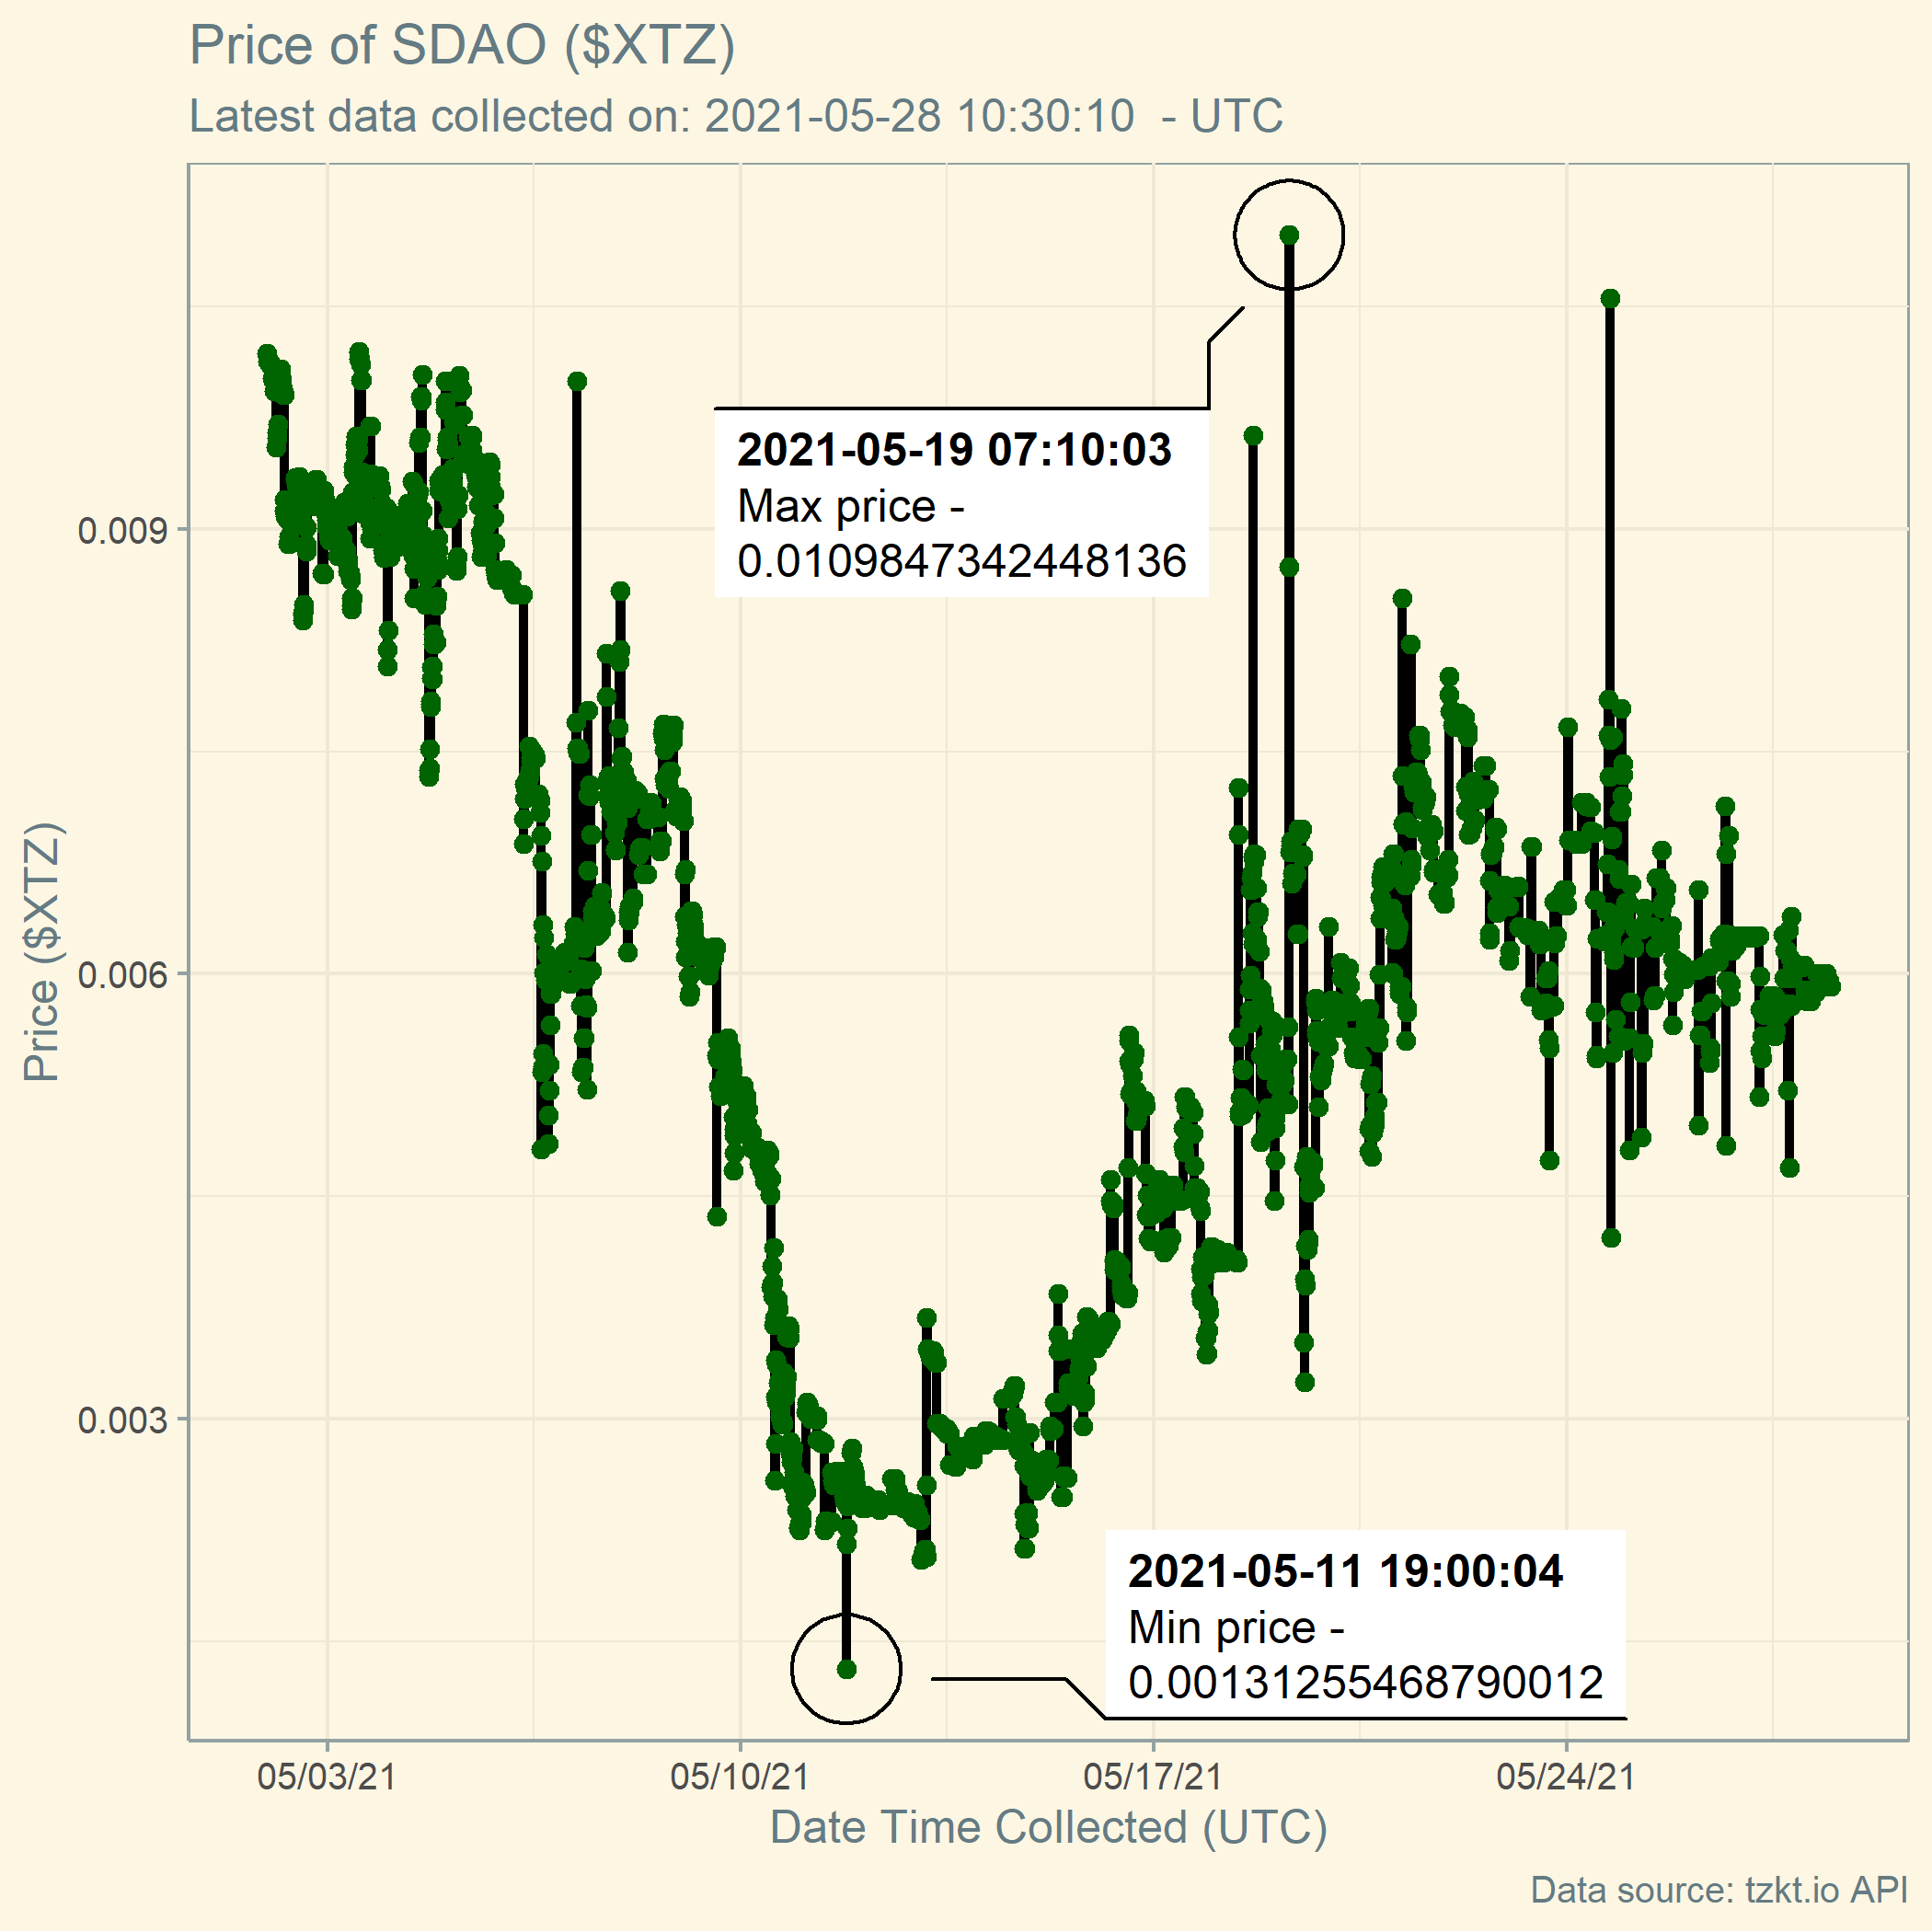 Price of SDAO ($XTZ)
Latest data collected on: 2021-05-28 10:30:10 - UTC
2021-05-19 07:10:03
Max price -
0.0109847342448136
0.009
0.006
0.003
Price ($XTZ)
2021-05-11 19:00:04
Min price -
0.00131255468790012
05/03/21
05/10/21
05/17/21
05/24/21
Date Time Collected (UTC)
Data source: tzkt.io API